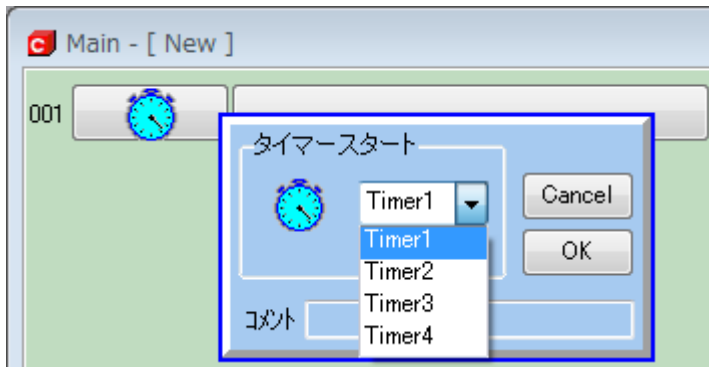 C Main - [ New ]
001
タイマースタート
Timer1
Cancel
Timer1
OK
Timer2
Timer3
コメント
Timer4